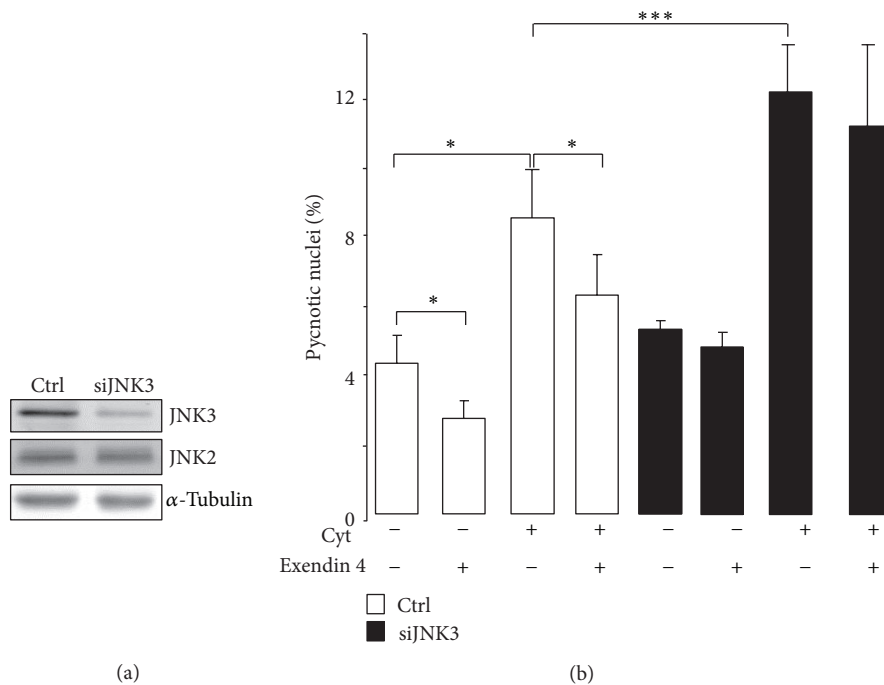 Ctrl siJNK3
JNK3
JNK2
α-Tubulin
(a)
Pycnotic nuclei (%)
12
8
4
0
***
* *
*
Cyt − − + + − − + +
Exendin 4 − + − + − + − +
Ctrl
siJNK3
(b)